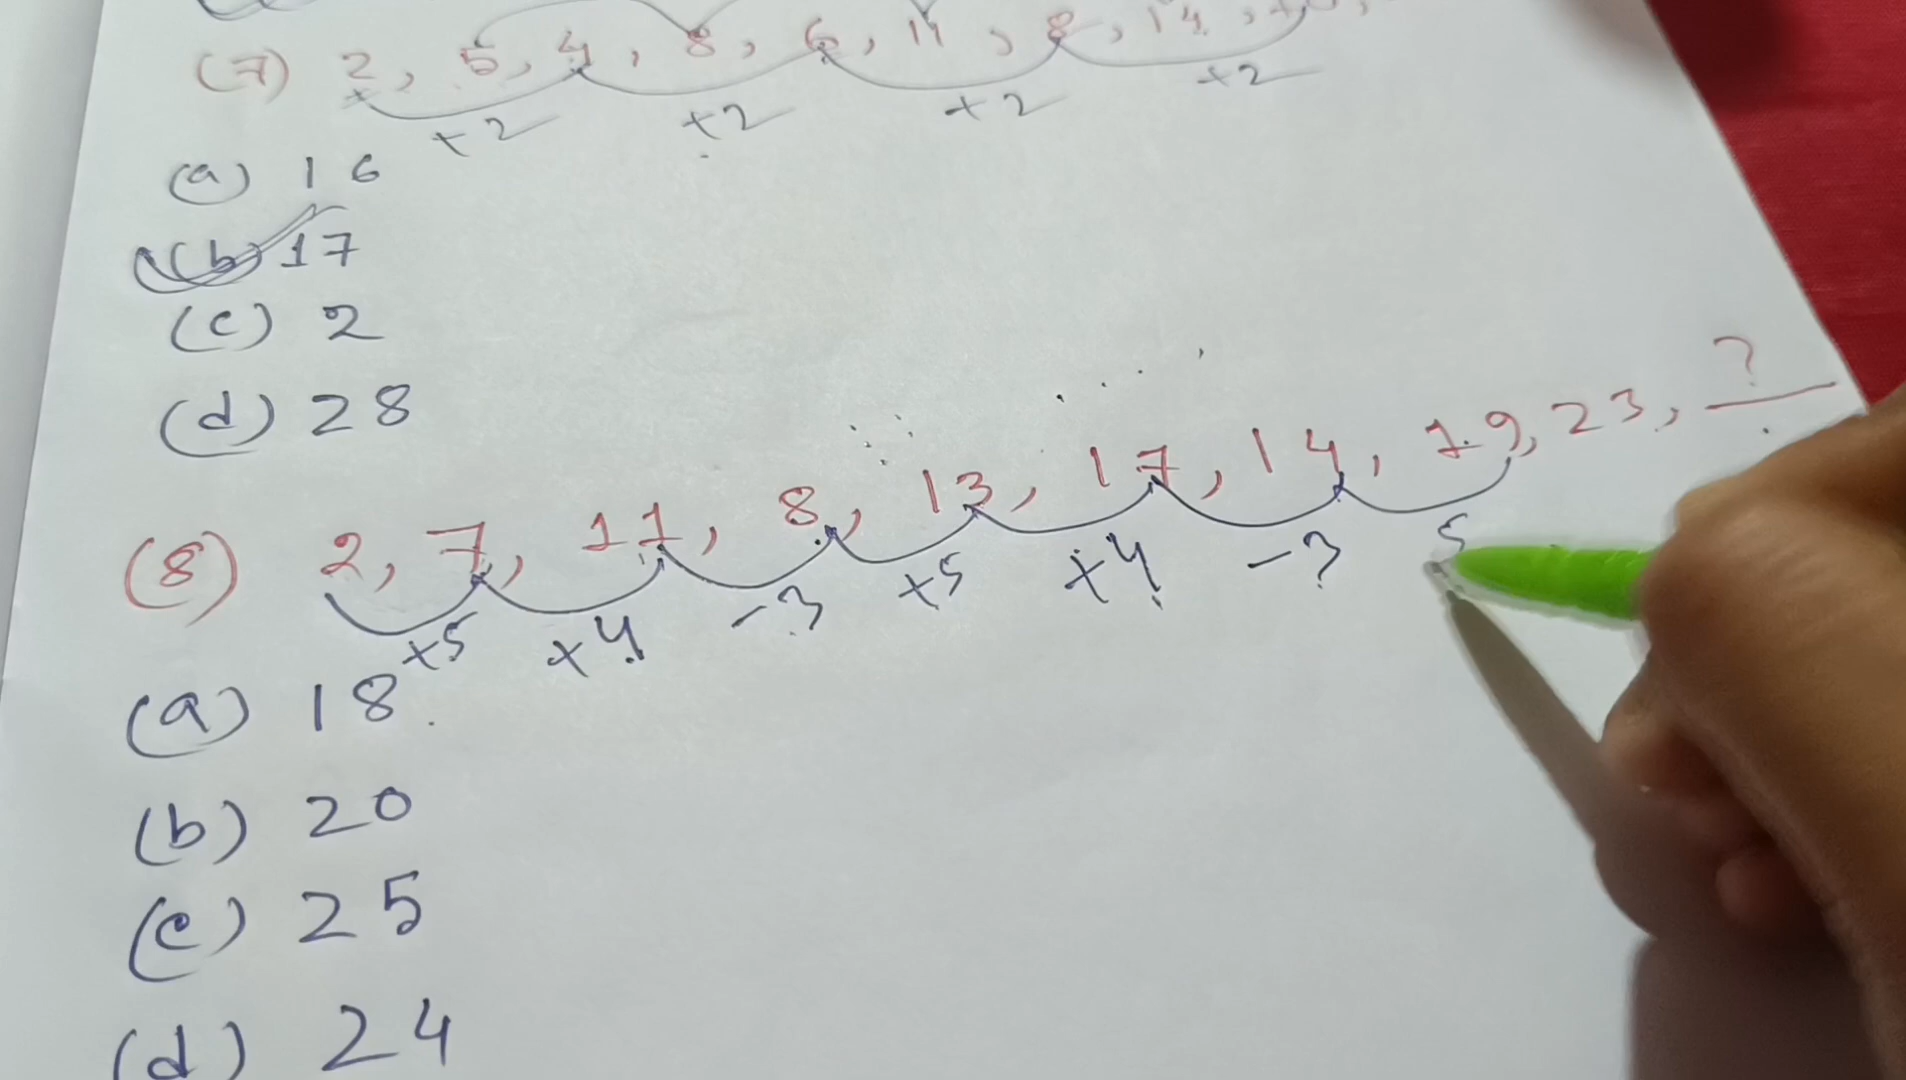 (7) 2, 5, 4, 8, 6, 11, 8, 14,
+2 +2 +2 +2
(a) 16
(b) 17
(c) 2
(d) 28
(8) 2, 7, 11, 8, 13, 17, 14, 19, 23, ?
+5 +4 -3 +5 +4 -3 5
(a) 18.
(b) 20
(c) 25
(d) 24